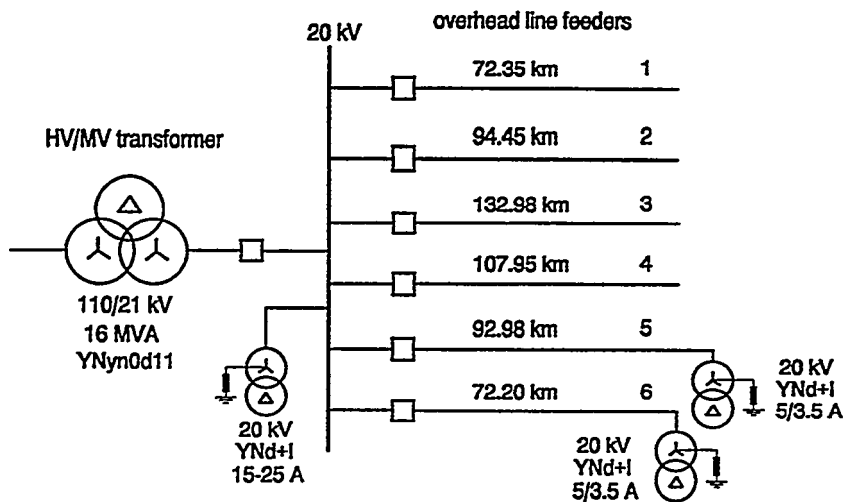 20 kV
overhead line feeders
72.35 km 1
HV/MV transformer
94.45 km 2
132.98 km 3
107.95 km 4
110/21 kV
16 MVA
YNyn0d11
92.98 km 5
20 kV
YNd+I
5/3.5 A
72.20 km 6
20 kV
YNd+I
15-25 A
20 kV
YNd+I
5/3.5 A